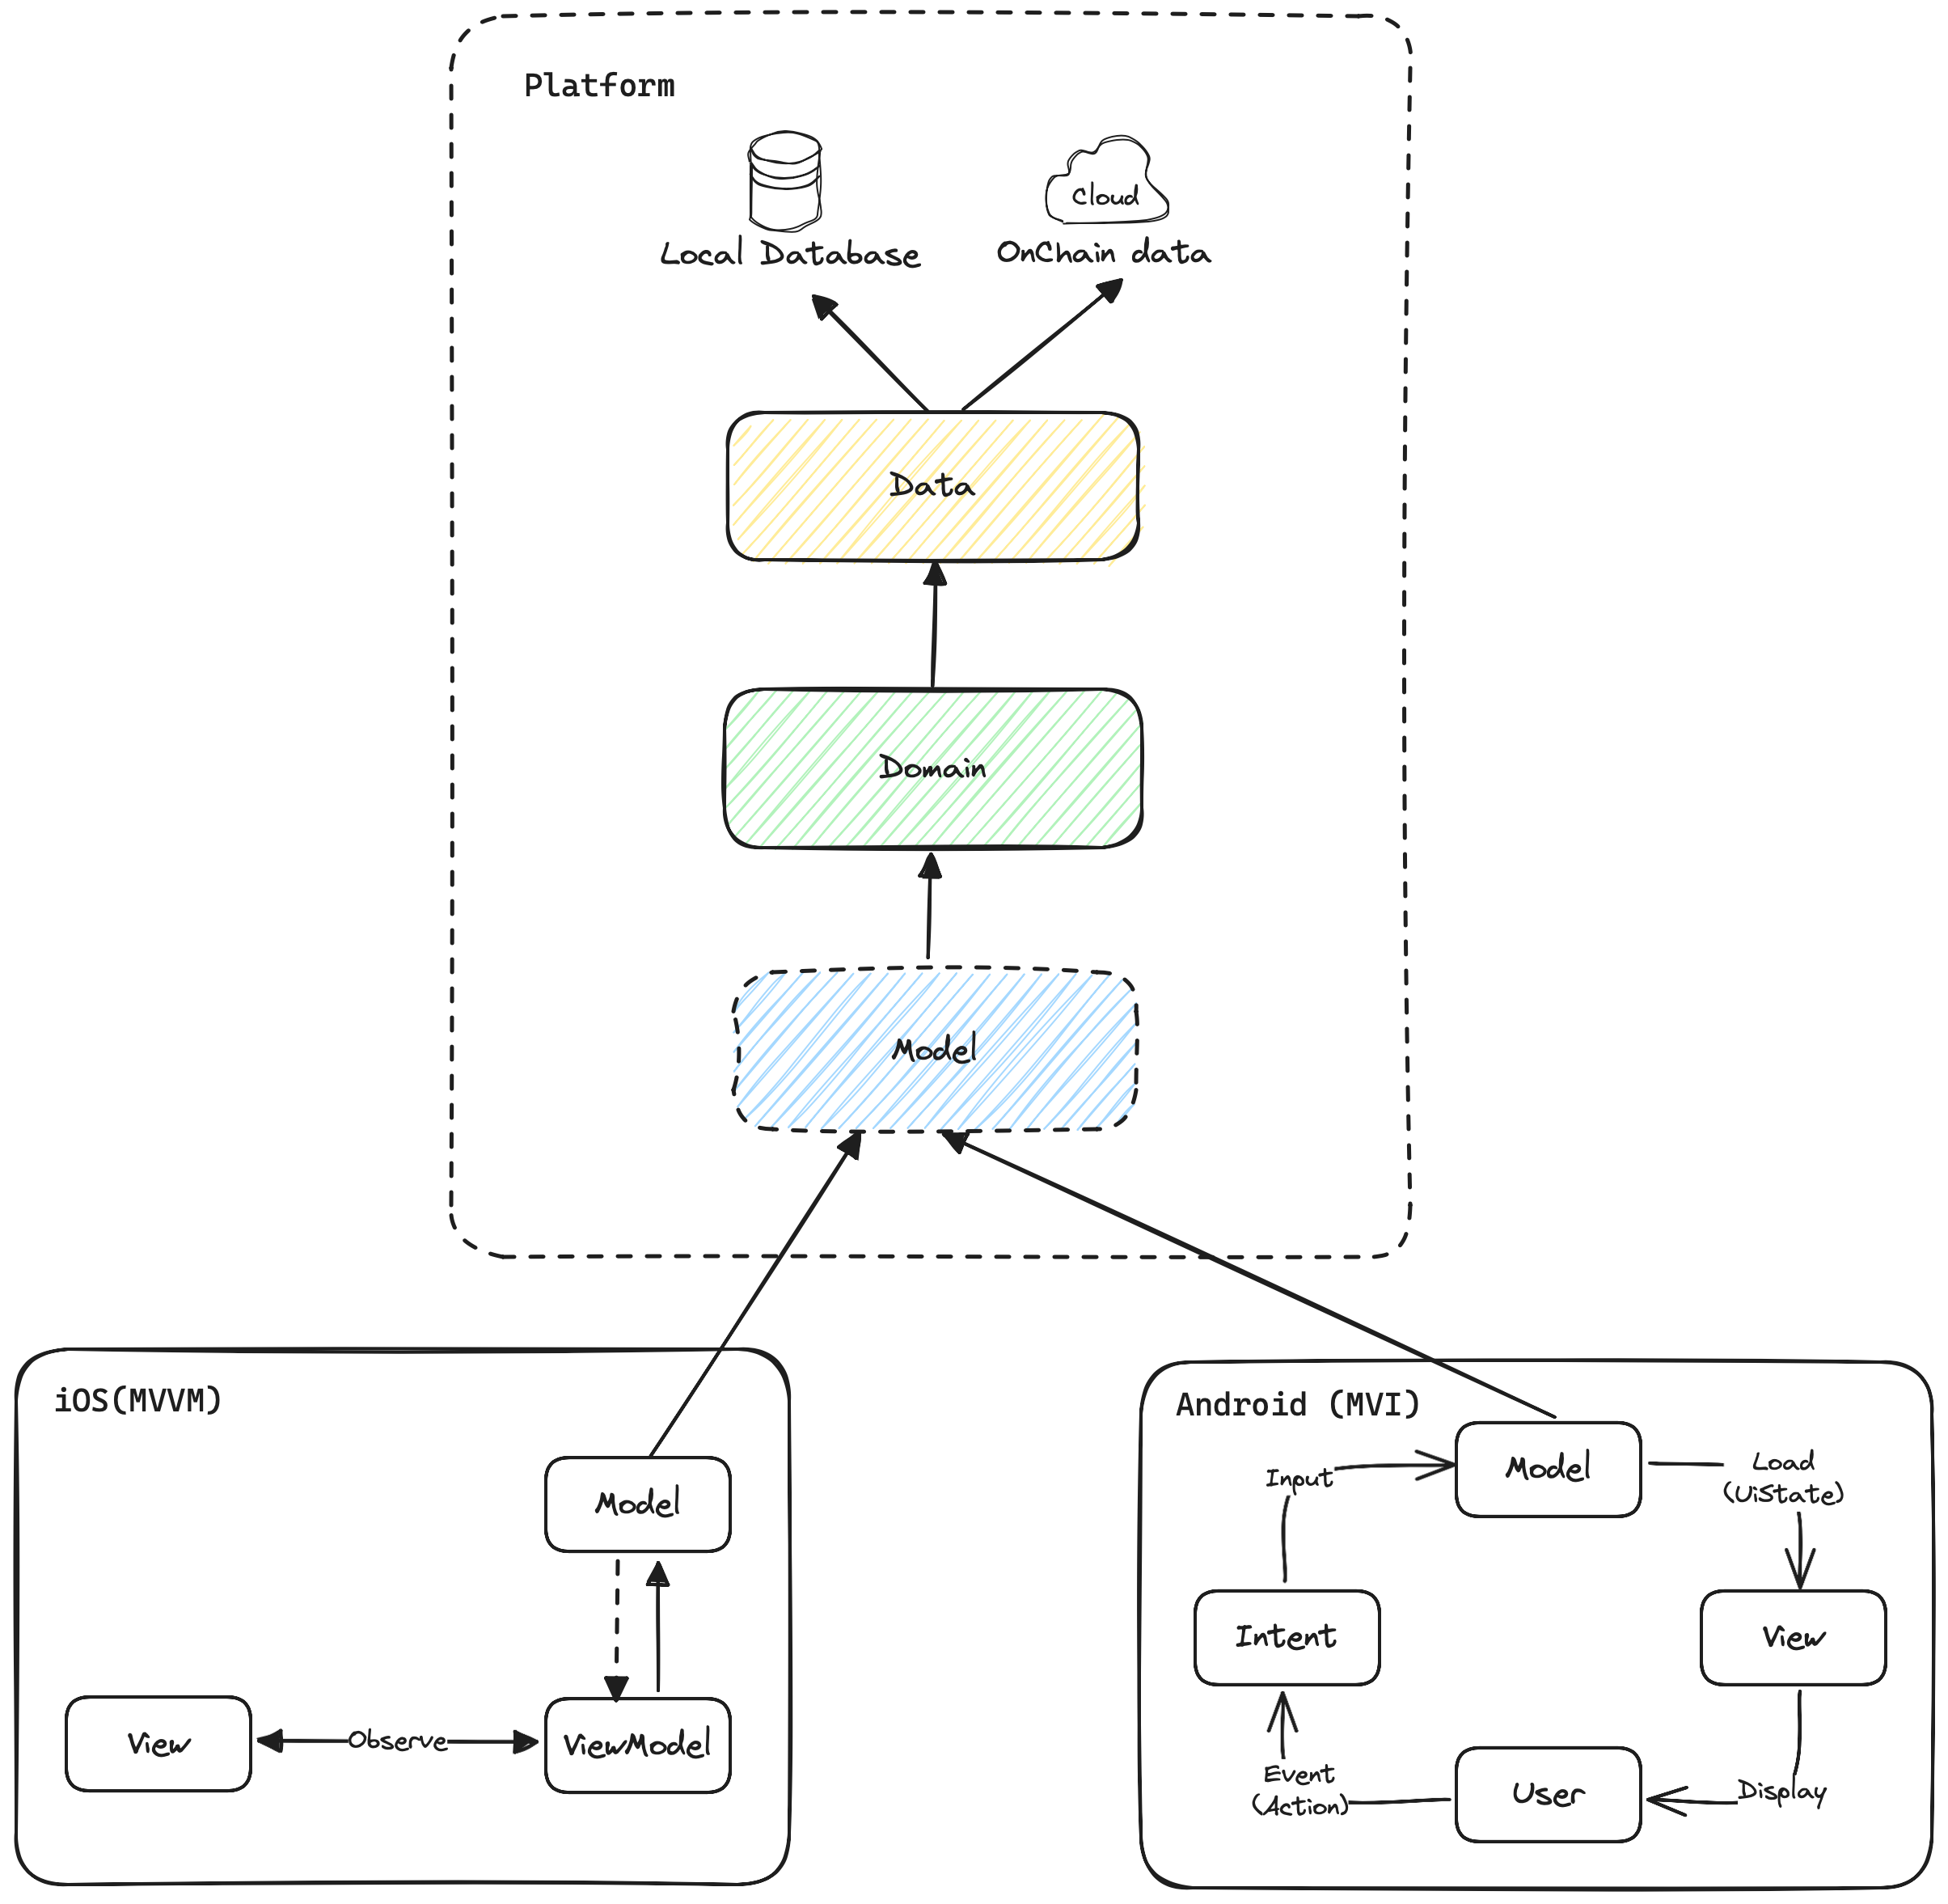 Platform
Cloud
Local Database
OnChain data
Data
Domain
Model
iOS(MVVM)
Model
View
Observe
ViewModel
Android (MVI)
Model
Input
Load
(UiState)
Intent
View
Event
(Action)
User
Display